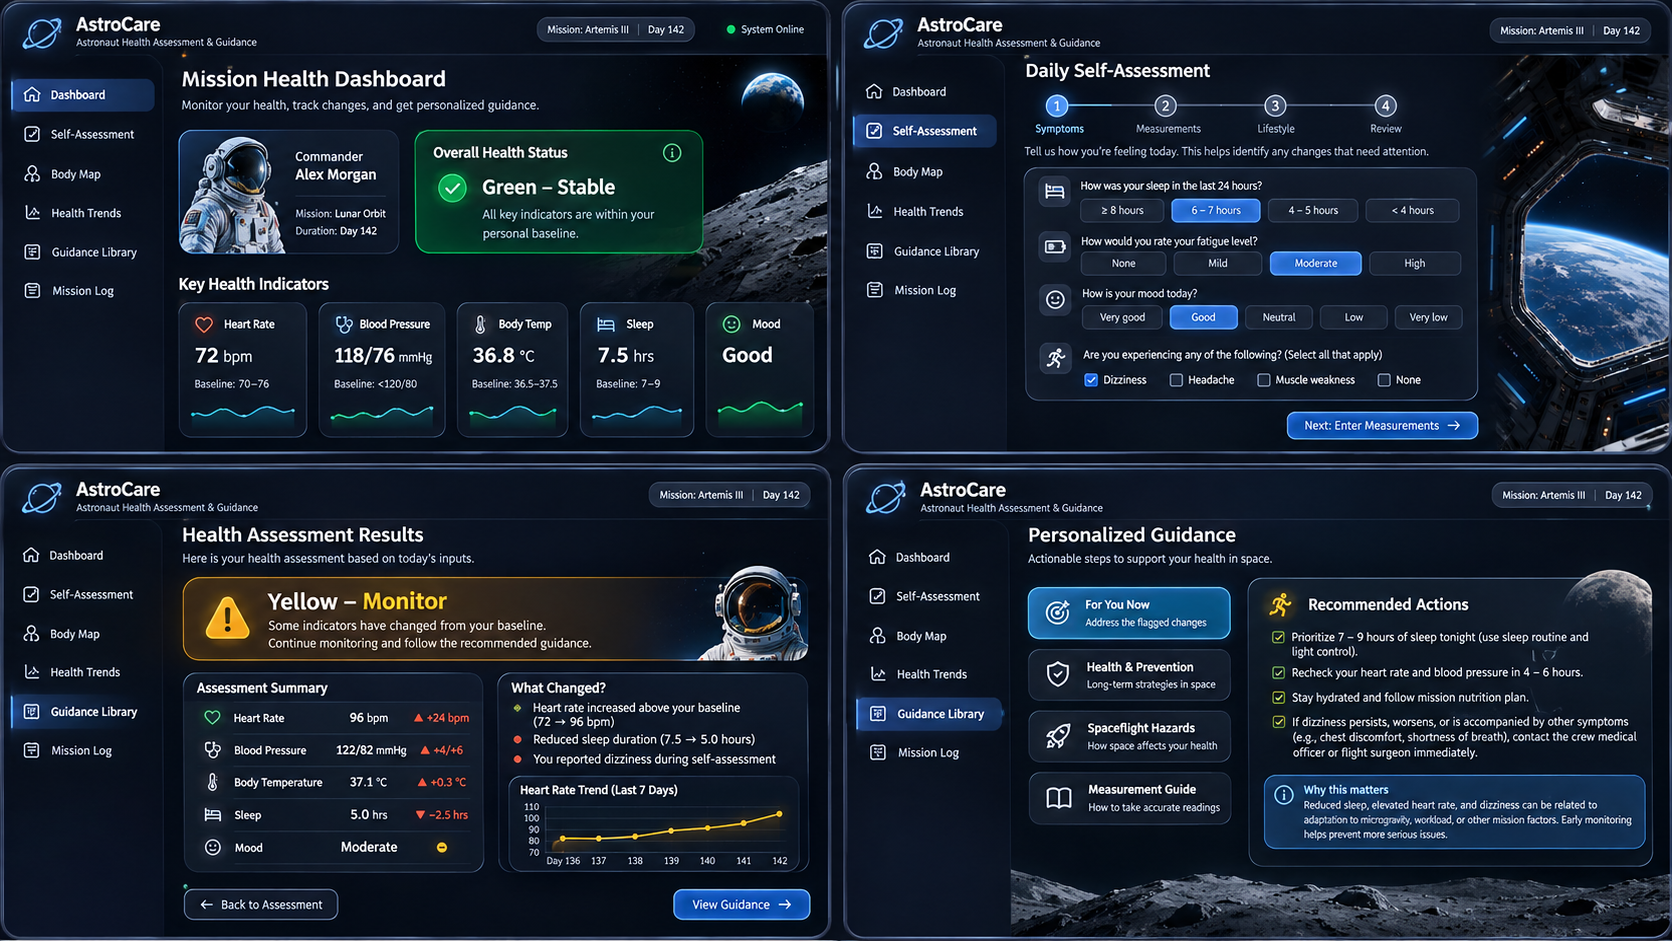 AstroCare
Astronaut Health Assessment & Guidance
Mission: Artemis III | Day 142
System Online
Dashboard
Self-Assessment
Body Map
Health Trends
Guidance Library
Mission Log
Mission Health Dashboard
Monitor your health, track changes, and get personalized guidance.
Commander
Alex Morgan
Mission: Lunar Orbit
Duration: Day 142
Overall Health Status
Green – Stable
All key indicators are within your
personal baseline.
Key Health Indicators
Heart Rate
72 bpm
Baseline: 70–76
Blood Pressure
118/76 mmHg
Baseline: <120/80
Body Temp
36.8 °C
Baseline: 36.5–37.5
Sleep
7.5 hrs
Baseline: 7–9
Mood
Good
AstroCare
Astronaut Health Assessment & Guidance
Mission: Artemis III | Day 142
Dashboard
Self-Assessment
Body Map
Health Trends
Guidance Library
Mission Log
Daily Self-Assessment
1 2 3 4
Symptoms Measurements Lifestyle Review
Tell us how you're feeling today. This helps identify any changes that need attention.
How was your sleep in the last 24 hours?
≥ 8 hours 6 – 7 hours 4 – 5 hours < 4 hours
How would you rate your fatigue level?
None Mild Moderate High
How is your mood today?
Very good Good Neutral Low Very low
Are you experiencing any of the following? (Select all that apply)
Dizziness Headache Muscle weakness None
Next: Enter Measurements →
AstroCare
Astronaut Health Assessment & Guidance
Mission: Artemis III | Day 142
Dashboard
Self-Assessment
Body Map
Health Trends
Guidance Library
Mission Log
Health Assessment Results
Here is your health assessment based on today's inputs.
Yellow – Monitor
Some indicators have changed from your baseline.
Continue monitoring and follow the recommended guidance.
Assessment Summary
Heart Rate 96 bpm ▲ +24 bpm
Blood Pressure 122/82 mmHg ▲ +4/+6
Body Temperature 37.1 °C ▲ +0.3 °C
Sleep 5.0 hrs ▼ −2.5 hrs
Mood Moderate
What Changed?
Heart rate increased above your baseline
(72 → 96 bpm)
Reduced sleep duration (7.5 → 5.0 hours)
You reported dizziness during self-assessment
Heart Rate Trend (Last 7 Days)
110
100
90
80
70
Day 136 137 138 139 140 141 142
← Back to Assessment
View Guidance →
AstroCare
Astronaut Health Assessment & Guidance
Mission: Artemis III | Day 142
Dashboard
Self-Assessment
Body Map
Health Trends
Guidance Library
Mission Log
Personalized Guidance
Actionable steps to support your health in space.
For You Now
Address the flagged changes
Health & Prevention
Long-term strategies in space
Spaceflight Hazards
How space affects your health
Measurement Guide
How to take accurate readings
Recommended Actions
Prioritize 7 – 9 hours of sleep tonight (use sleep routine and
light control).
Recheck your heart rate and blood pressure in 4 – 6 hours.
Stay hydrated and follow mission nutrition plan.
If dizziness persists, worsens, or is accompanied by other symptoms
(e.g., chest discomfort, shortness of breath), contact the crew medical
officer or flight surgeon immediately.
Why this matters
Reduced sleep, elevated heart rate, and dizziness can be related to
adaptation to microgravity, workload, or other mission factors. Early monitoring
helps prevent more serious issues.